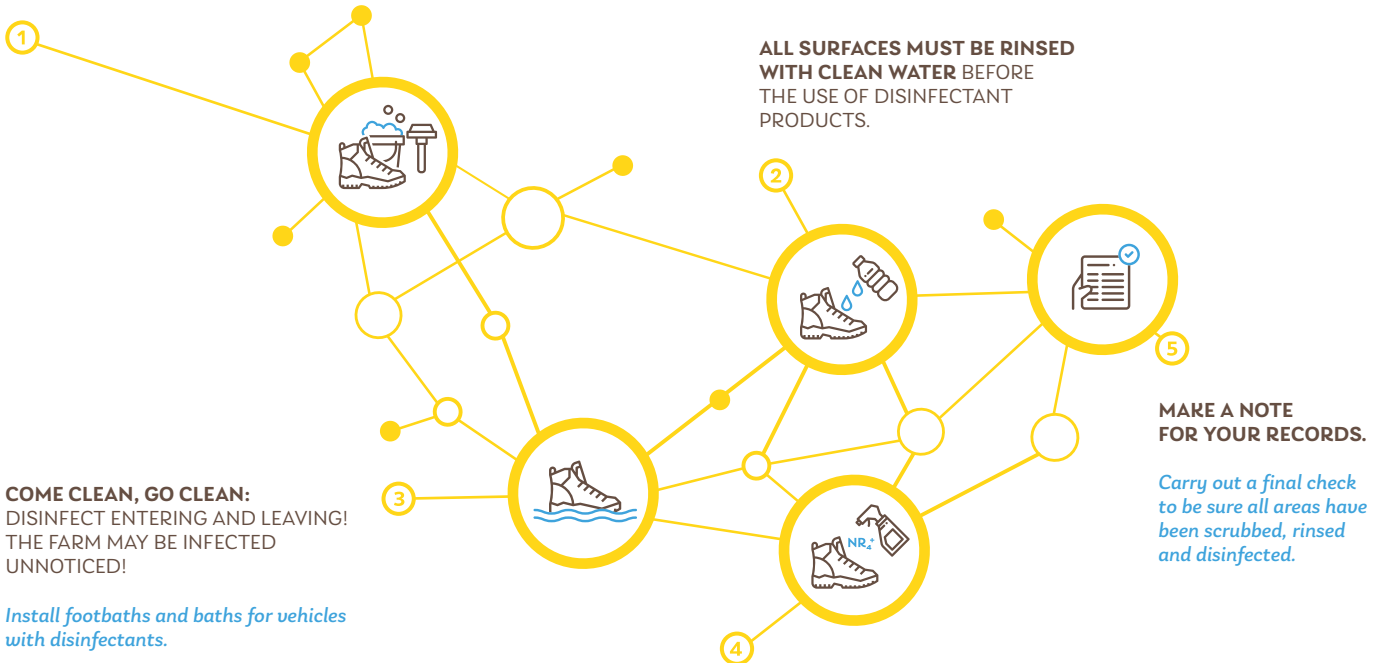 1
ALL SURFACES MUST BE RINSED
WITH CLEAN WATER BEFORE
THE USE OF DISINFECTANT
PRODUCTS.
2
5
MAKE A NOTE
FOR YOUR RECORDS.
Carry out a final check
to be sure all areas have
been scrubbed, rinsed
and disinfected.
3
COME CLEAN, GO CLEAN:
DISINFECT ENTERING AND LEAVING!
THE FARM MAY BE INFECTED
UNNOTICED!
Install footbaths and baths for vehicles
with disinfectants.
NR₄⁺
4